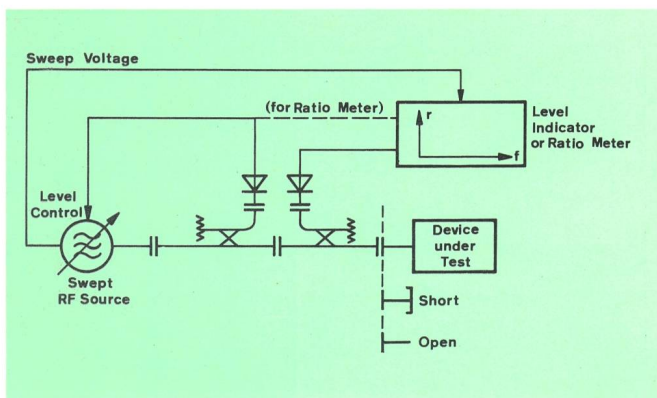 Sweep Voltage
(for Ratio Meter)
r
f
Level
Indicator
or Ratio Meter
Level
Control
Swept
RF Source
Device
under
Test
Short
Open